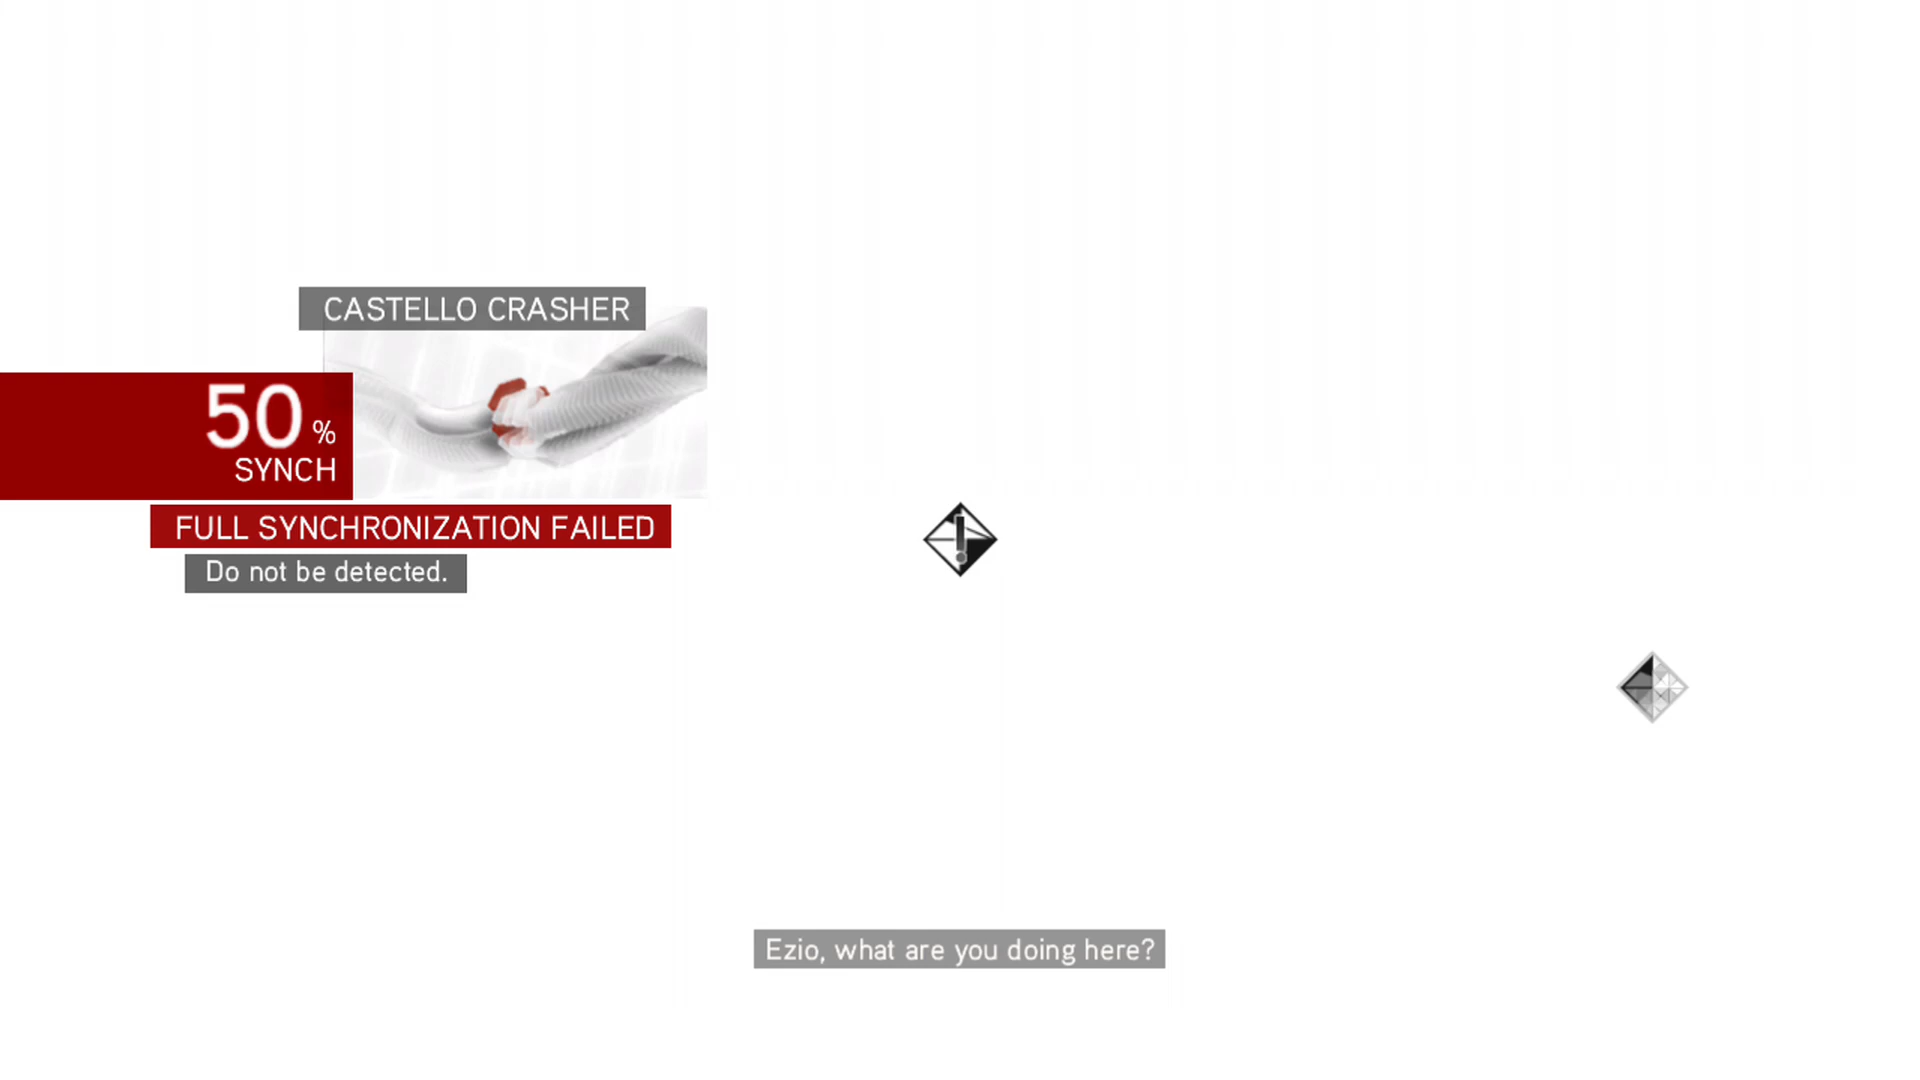 CASTELLO CRASHER
50 %
SYNCH
FULL SYNCHRONIZATION FAILED
Do not be detected.
Ezio, what are you doing here?